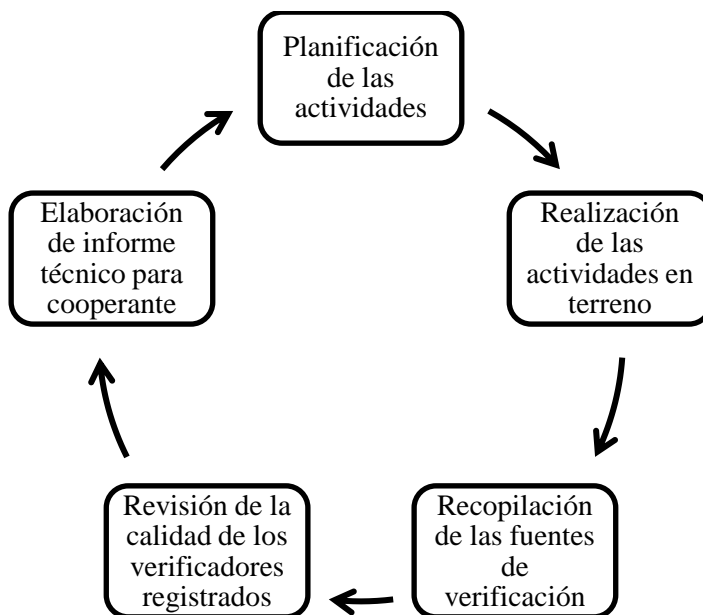 Planificación
de las
actividades
Realización
de las
actividades en
terreno
Recopilación
de las fuentes
de
verificación
Revisión de la
calidad de los
verificadores
registrados
Elaboración
de informe
técnico para
cooperante